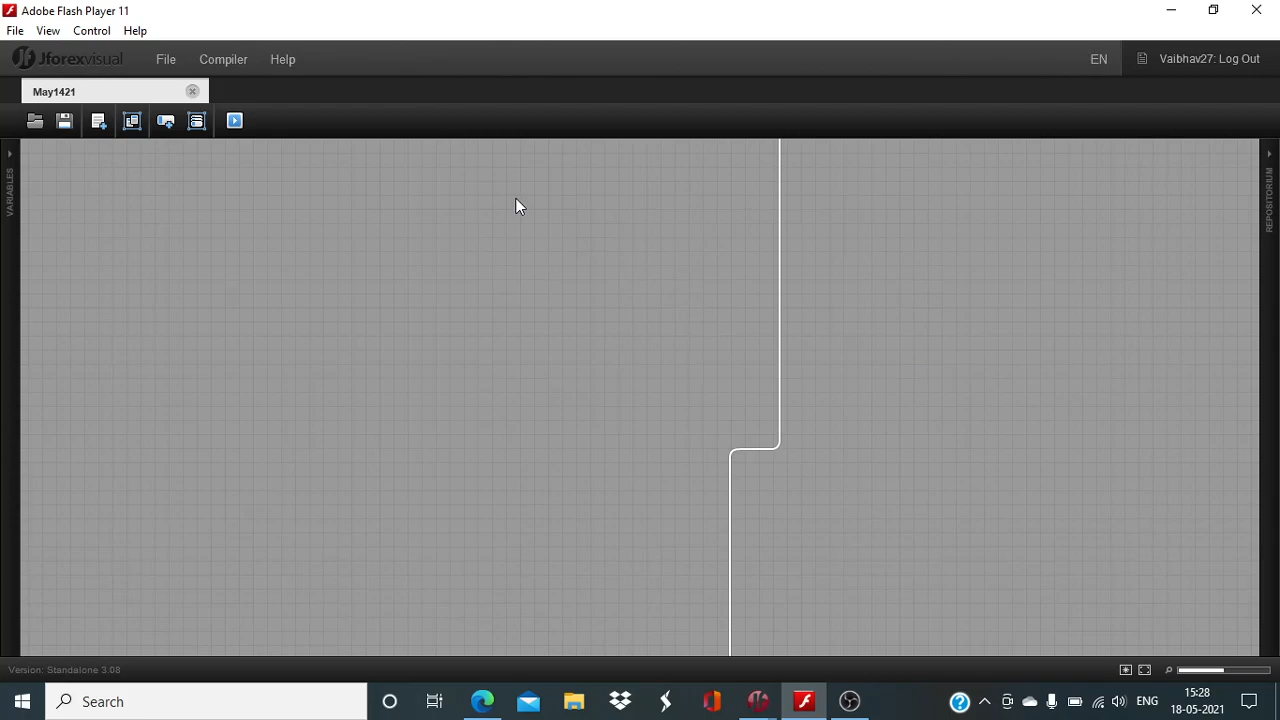 Adobe Flash Player 11
File View Control Help
Jforexvisual File Compiler Help EN Vaibhav27: Log Out
May1421
VARIABLES
REPOSITORIUM
Version: Standalone 3.08
Search
ENG
15:28
18-05-2021